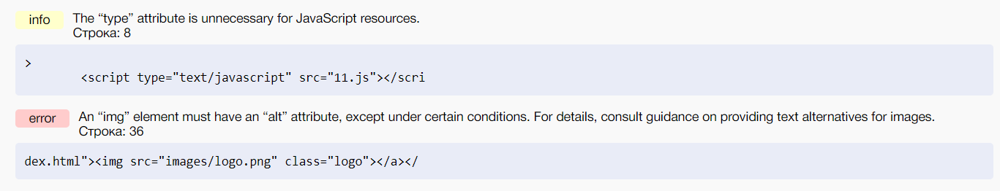 info The “type” attribute is unnecessary for JavaScript resources.
Строка: 8
>
<script type="text/javascript" src="11.js"></scri
error An “img” element must have an “alt” attribute, except under certain conditions. For details, consult guidance on providing text alternatives for images.
Строка: 36
dex.html"><img src="images/logo.png" class="logo"></a></